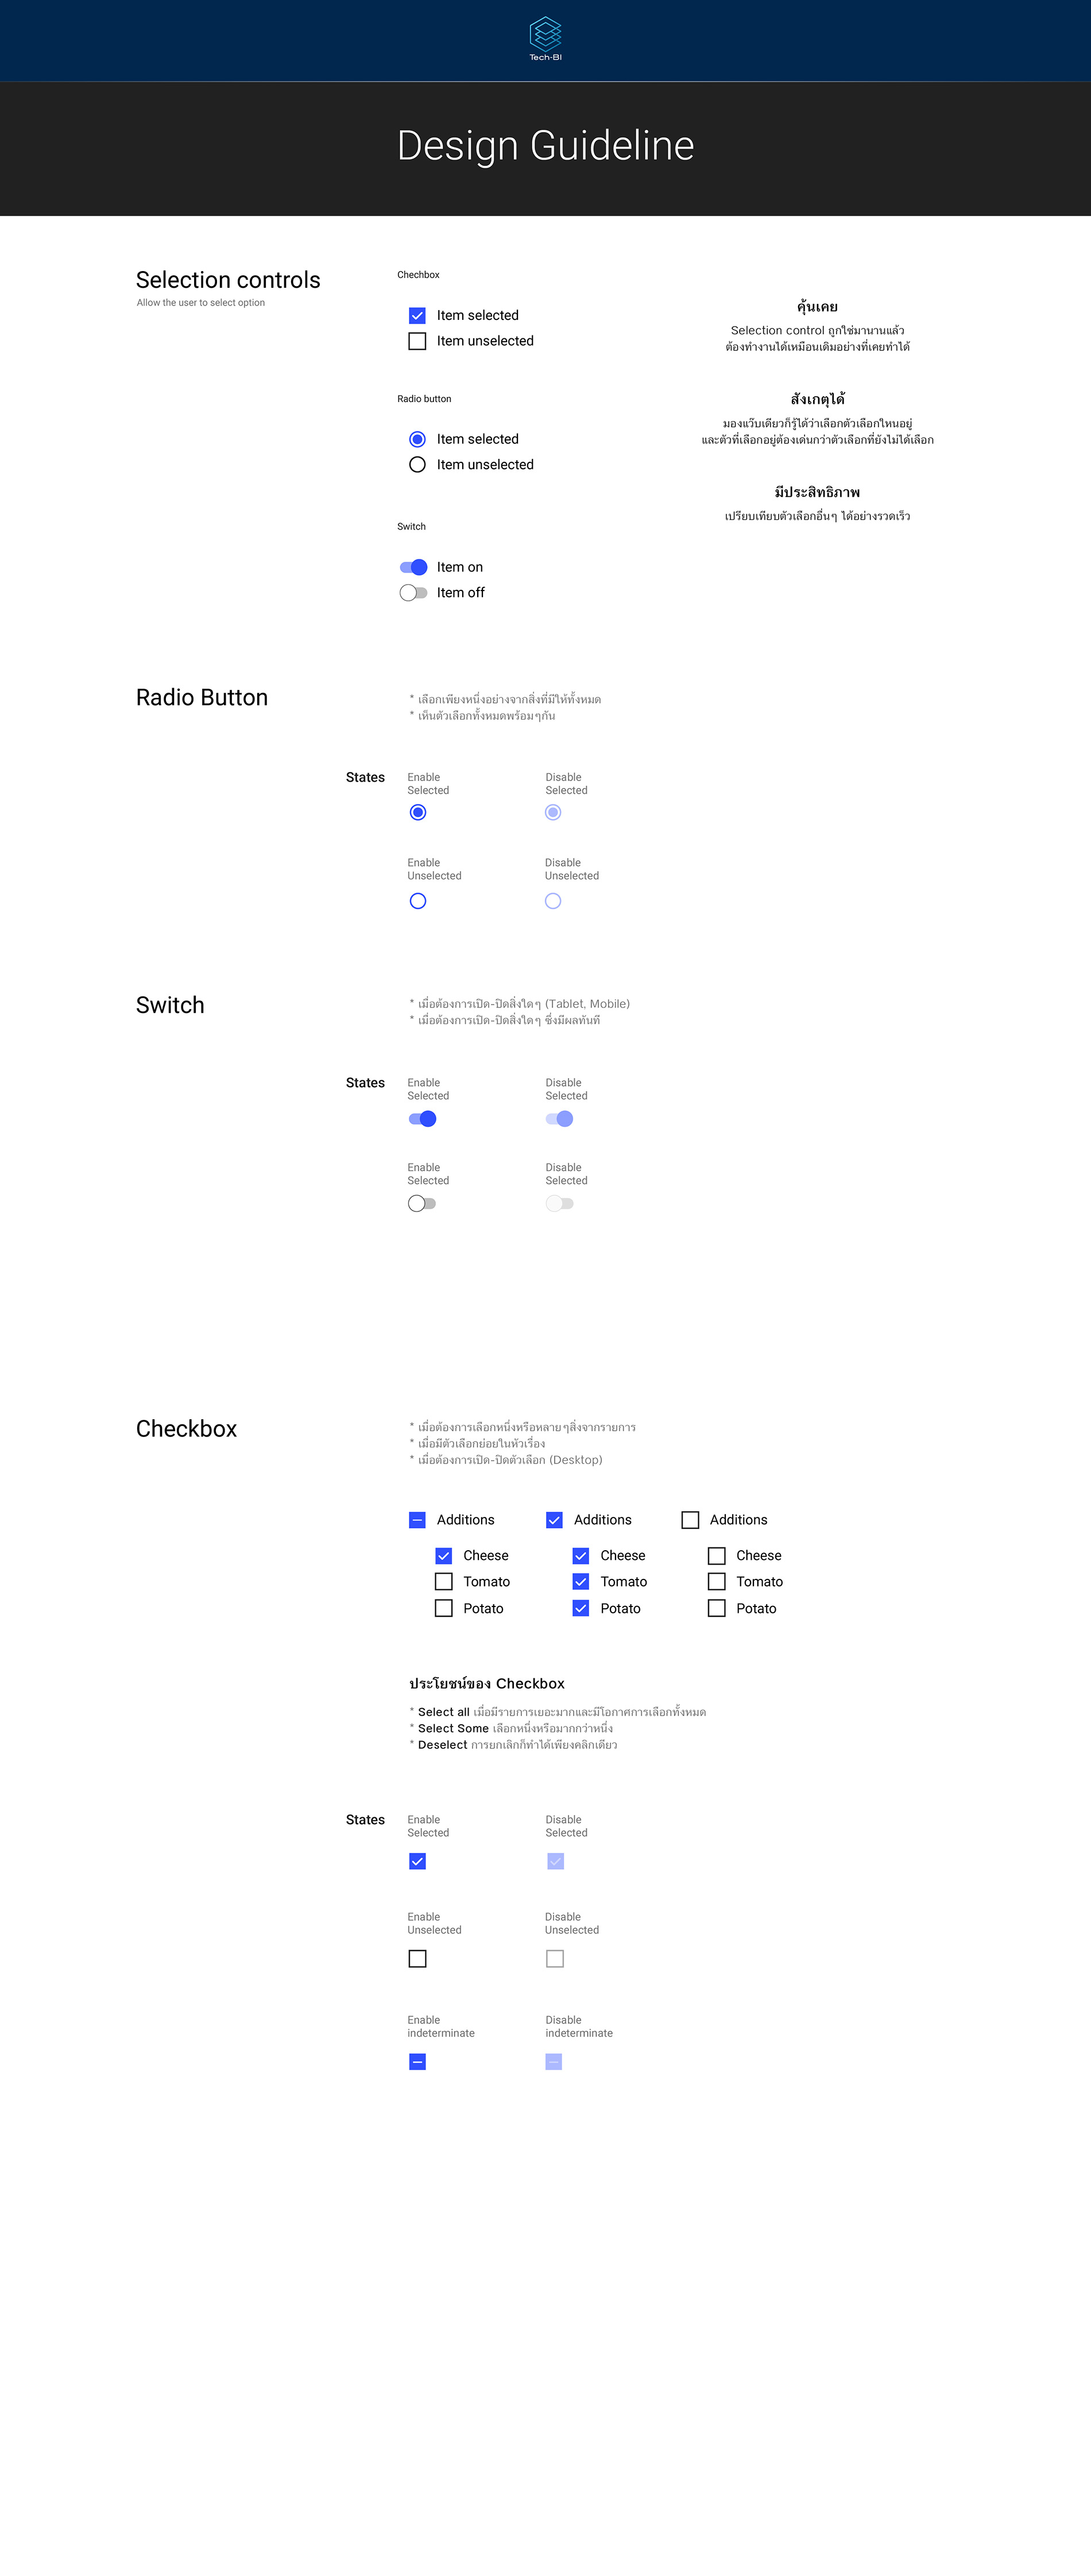 Tech-BI
Design Guideline
Selection controls
Allow the user to select option
Chechbox
Item selected
Item unselected
Radio button
Item selected
Item unselected
Switch
Item on
Item off
คุ้นเคย
Selection control ถูกใช่มานานแล้ว
ต้องทำงานได้เหมือนเดิมอย่างที่เคยทำได้
สังเกตุได้
มองแว๊บเดียวก็รู้ได้ว่าเลือกตัวเลือกไหนอยู่
และตัวที่เลือกอยู่ต้องเด่นกว่าตัวเลือกที่ยังไม่ได้เลือก
มีประสิทธิภาพ
เปรียบเทียบตัวเลือกอื่นๆ ได้อย่างรวดเร็ว
Radio Button
* เลือกเพียงหนึ่งอย่างจากสิ่งที่มีให้ทั้งหมด
* เห็นตัวเลือกทั้งหมดพร้อมๆกัน
States
Enable
Selected
Disable
Selected
Enable
Unselected
Disable
Unselected
Switch
* เมื่อต้องการเปิด-ปิดสิ่งใดๆ (Tablet, Mobile)
* เมื่อต้องการเปิด-ปิดสิ่งใดๆ ซึ่งมีผลทันที
States
Enable
Selected
Disable
Selected
Enable
Selected
Disable
Selected
Checkbox
* เมื่อต้องการเลือกหนึ่งหรือหลายๆสิ่งจากรายการ
* เมื่อมีตัวเลือกย่อยในหัวเรื่อง
* เมื่อต้องการเปิด-ปิดตัวเลือก (Desktop)
Additions
Cheese
Tomato
Potato
Additions
Cheese
Tomato
Potato
Additions
Cheese
Tomato
Potato
ประโยชน์ของ Checkbox
* Select all เมื่อมีรายการเยอะมากและมีโอกาศการเลือกทั้งหมด
* Select Some เลือกหนึ่งหรือมากกว่าหนึ่ง
* Deselect การยกเลิกก็ทำได้เพียงคลิกเดียว
States
Enable
Selected
Disable
Selected
Enable
Unselected
Disable
Unselected
Enable
indeterminate
Disable
indeterminate